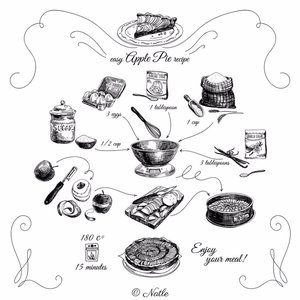 easy Apple Pie recipe
1 tablespoon
3 eggs
1 cup
SUGAR
1/2 cup
3 tablespoons
180 C°
15 minutes
Enjoy
your meal!
© Natle